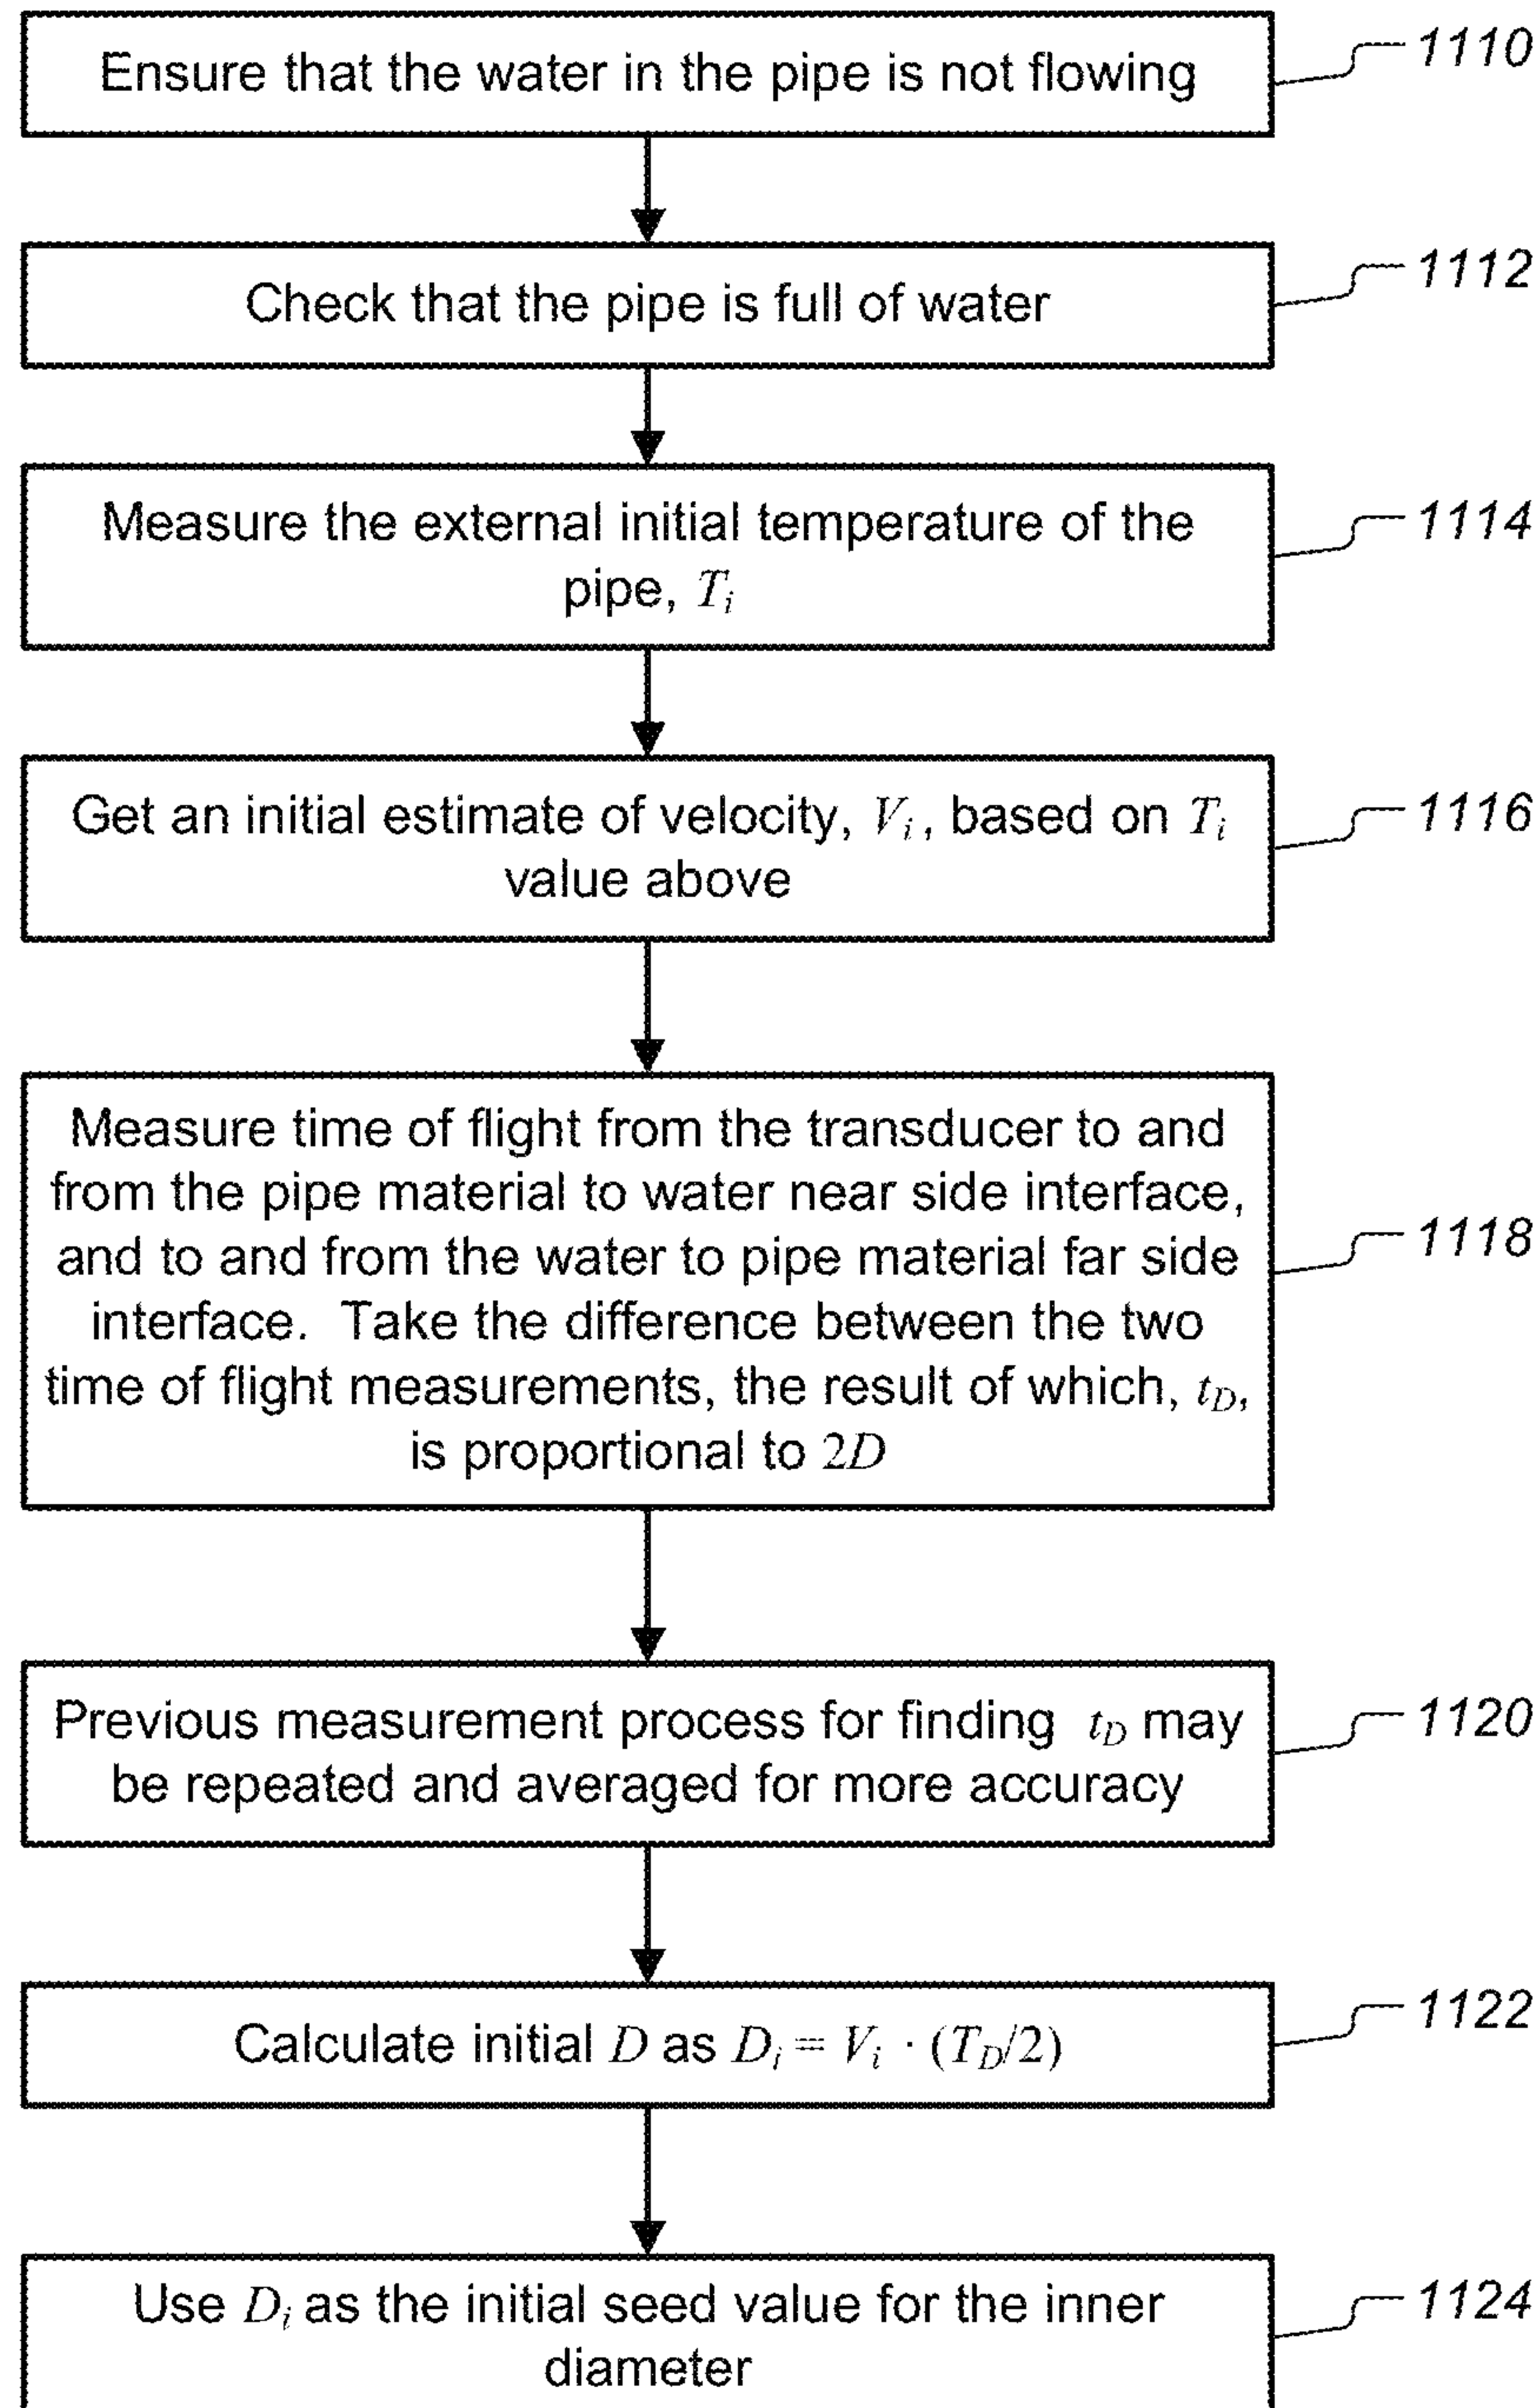 Ensure that the water in the pipe is not flowing
1110
Check that the pipe is full of water
1112
Measure the external initial temperature of the
pipe, Tᵢ
1114
Get an initial estimate of velocity, Vᵢ, based on Tᵢ
value above
1116
Measure time of flight from the transducer to and
from the pipe material to water near side interface,
and to and from the water to pipe material far side
interface. Take the difference between the two
time of flight measurements, the result of which, t_D,
is proportional to 2D
1118
Previous measurement process for finding t_D may
be repeated and averaged for more accuracy
1120
Calculate initial D as Dᵢ = Vᵢ · (T_D/2)
1122
Use Dᵢ as the initial seed value for the inner
diameter
1124